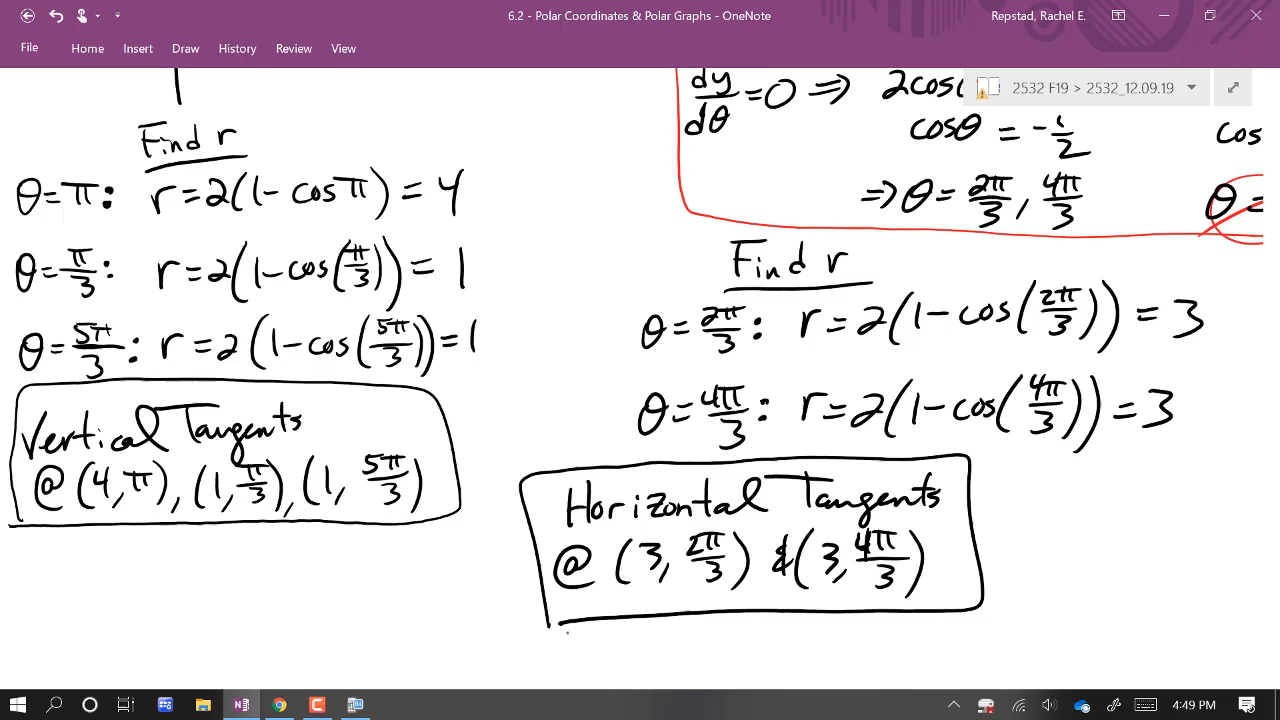 6.2 - Polar Coordinates & Polar Graphs - OneNote
Repstad, Rachel E.
File Home Insert Draw History Review View
2532 F19 > 2532_12.09.19
dy/dθ = 0 ⇒ 2cos
cosθ = -1/2 cos
⇒ θ = 2π/3, 4π/3 θ =
Find r
θ = π: r = 2(1 - cos π) = 4
θ = π/3: r = 2(1 - cos(π/3)) = 1
θ = 5π/3: r = 2(1 - cos(5π/3)) = 1
Vertical Tangents
@ (4, π), (1, π/3), (1, 5π/3)
Find r
θ = 2π/3: r = 2(1 - cos(2π/3)) = 3
θ = 4π/3: r = 2(1 - cos(4π/3)) = 3
Horizontal Tangents
@ (3, 2π/3) & (3, 4π/3)
4:49 PM